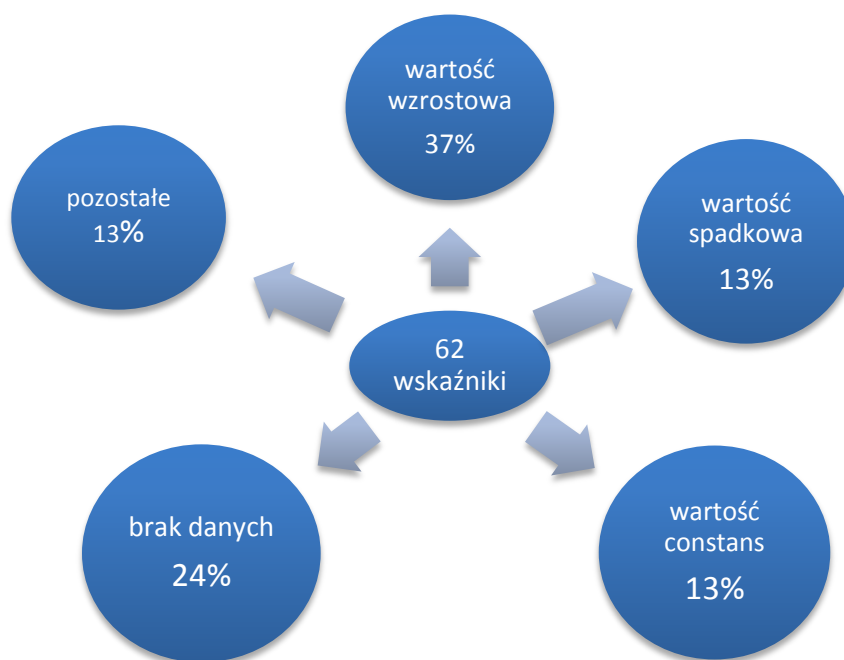 wartość
wzrostowa
37%
pozostałe
13%
wartość
spadkowa
13%
62
wskaźniki
brak danych
24%
wartość
constans
13%